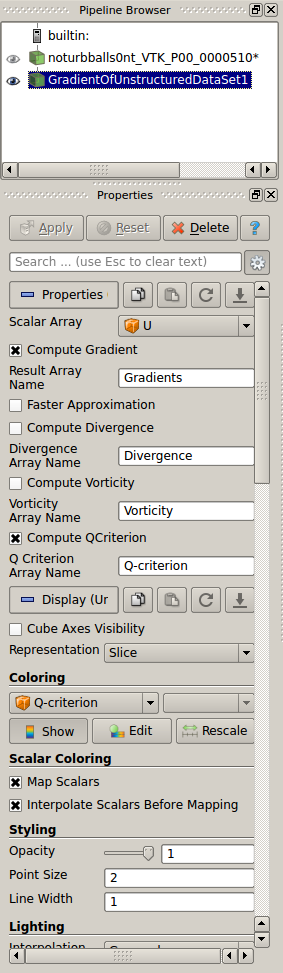 Pipeline Browser
builtin:
noturbballs0nt_VTK_P00_0000510*
GradientOfUnstructuredDataSet1
Properties
Apply Reset Delete ?
Search ... (use Esc to clear text)
Properties
Scalar Array U
Compute Gradient
Result Array
Name Gradients
Faster Approximation
Compute Divergence
Divergence
Array Name Divergence
Compute Vorticity
Vorticity
Array Name Vorticity
Compute QCriterion
Q Criterion
Array Name Q-criterion
Display (Ur
Cube Axes Visibility
Representation Slice
Coloring
Q-criterion
Show Edit Rescale
Scalar Coloring
Map Scalars
Interpolate Scalars Before Mapping
Styling
Opacity 1
Point Size 2
Line Width 1
Lighting
Interpolation